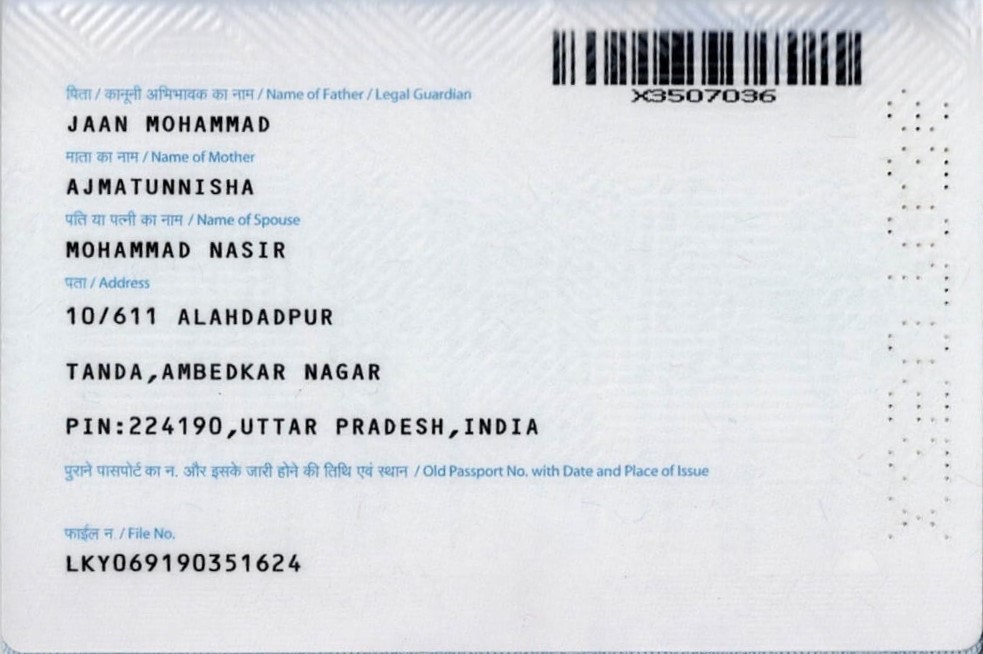 X3507036
पिता / कानूनी अभिभावक का नाम / Name of Father / Legal Guardian
JAAN MOHAMMAD
माता का नाम / Name of Mother
AJMATUNNISHA
पति या पत्नी का नाम / Name of Spouse
MOHAMMAD NASIR
पता / Address
10/611 ALAHDADPUR
TANDA,AMBEDKAR NAGAR
PIN:224190,UTTAR PRADESH,INDIA
पुराने पासपोर्ट का न. और इसके जारी होने की तिथि एवं स्थान / Old Passport No. with Date and Place of Issue
फाईल न. / File No.
LKY069190351624